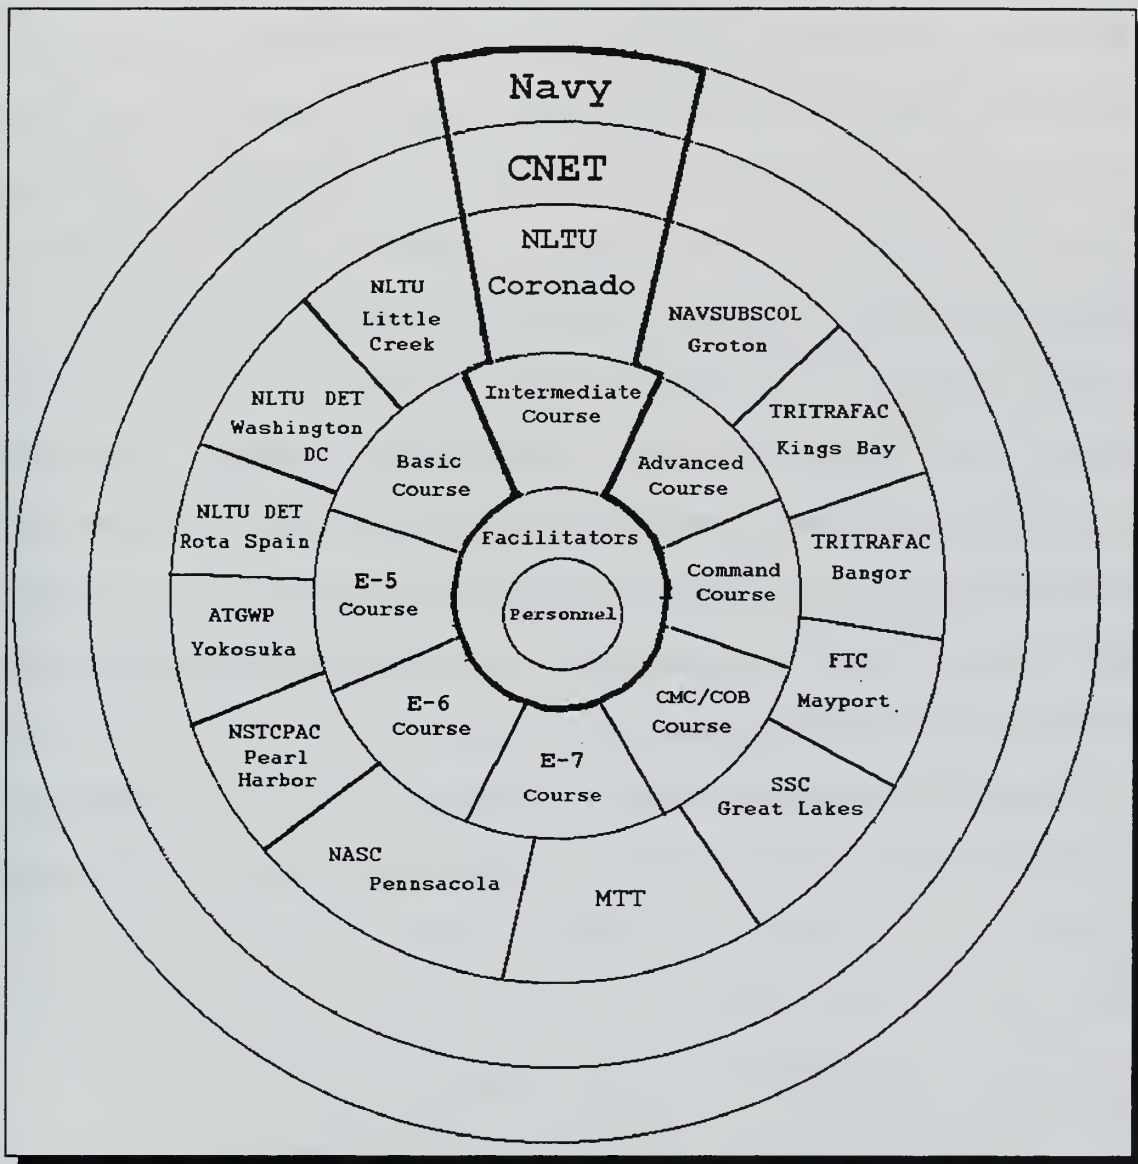 Navy
CNET
NLTU
Coronado
NLTU
Little
Creek
NAVSUBSCOL
Groton
NLTU DET
Washington
DC
TRITRAFAC
Kings Bay
Intermediate
Course
Basic
Course
Advanced
Course
NLTU DET
Rota Spain
TRITRAFAC
Bangor
Facilitators
E-5
Course
Command
Course
Personnel
ATGWP
Yokosuka
FTC
Mayport
E-6
Course
CMC/COB
Course
NSTCPAC
Pearl
Harbor
E-7
Course
SSC
Great Lakes
NASC
Pennsacola
MTT